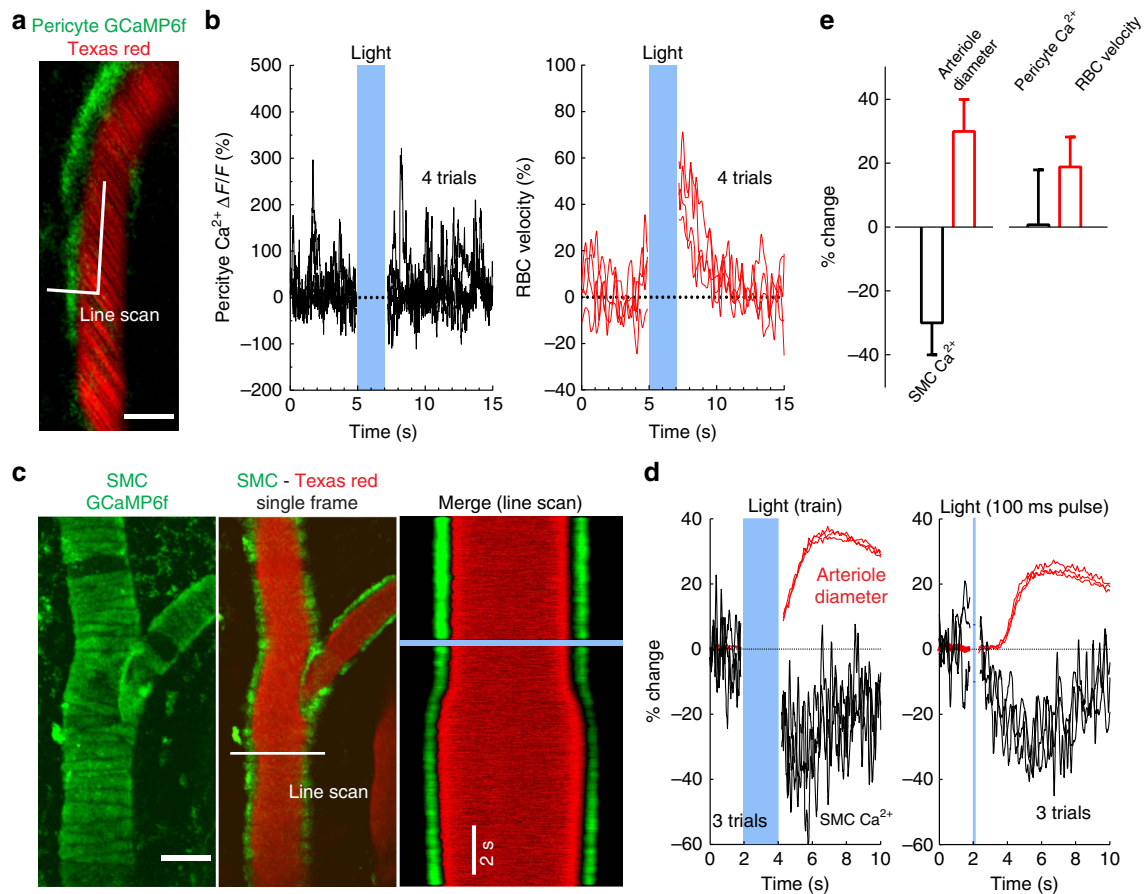 a
Pericyte GCaMP6f
Texas red
Line scan
b
Light
Percitye Ca²⁺ ΔF/F (%)
500
400
300
200
100
0
−100
−200
4 trials
0 5 10 15
Time (s)
Light
RBC velocity (%)
100
80
60
40
20
0
−20
−40
4 trials
0 5 10 15
Time (s)
e
Arteriole
diameter
Pericyte Ca²⁺
RBC velocity
% change
40
20
0
−20
−40
SMC Ca²⁺
c
SMC
GCaMP6f
SMC - Texas red
single frame
Line scan
Merge (line scan)
2 s
d
Light (train)
% change
40
20
0
−20
−40
−60
Arteriole
diameter
3 trials
SMC Ca²⁺
0 2 4 6 8 10
Time (s)
Light (100 ms pulse)
40
20
0
−20
−40
−60
3 trials
0 2 4 6 8 10
Time (s)